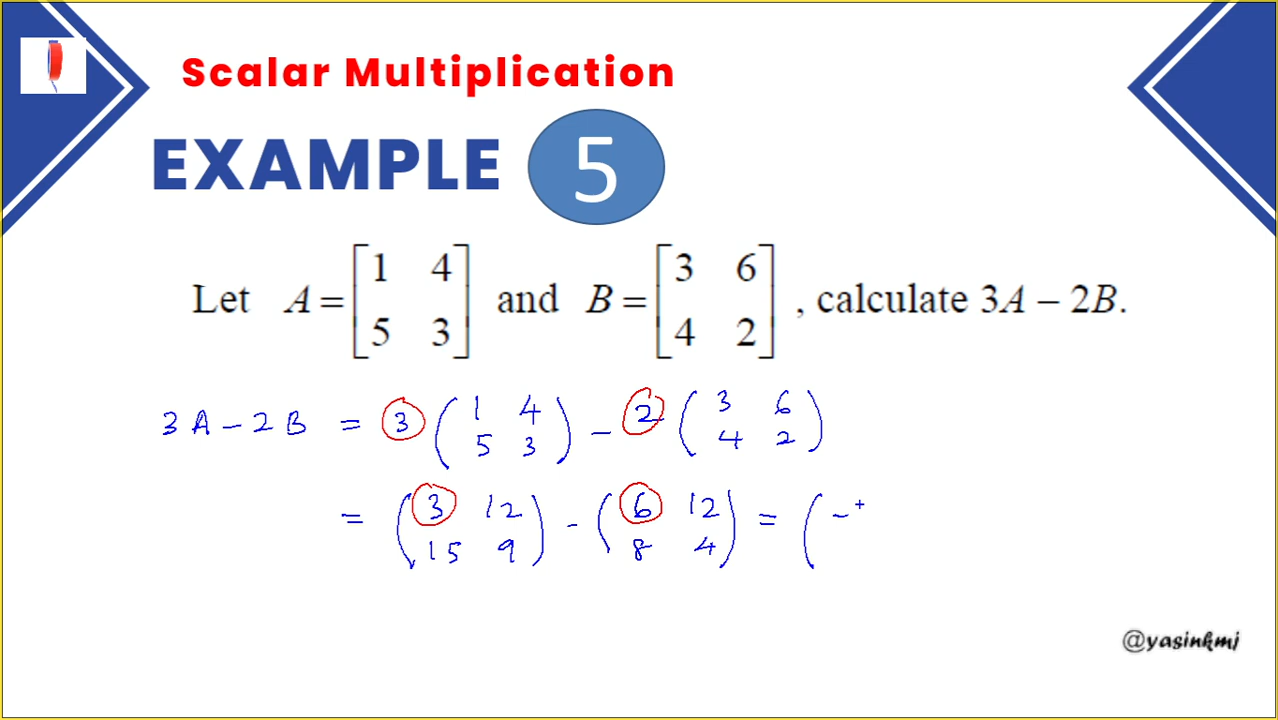 Scalar Multiplication
EXAMPLE 5
Let A = [1 4; 5 3] and B = [3 6; 4 2], calculate 3A – 2B.
3A – 2B = 3 (1 4; 5 3) – 2 (3 6; 4 2)
= (3 12; 15 9) - (6 12; 8 4) = ( –
@yasinkmj